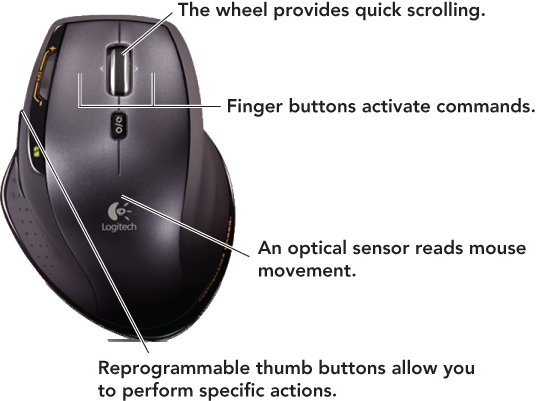 The wheel provides quick scrolling.
Finger buttons activate commands.
Logitech
An optical sensor reads mouse
movement.
Reprogrammable thumb buttons allow you
to perform specific actions.